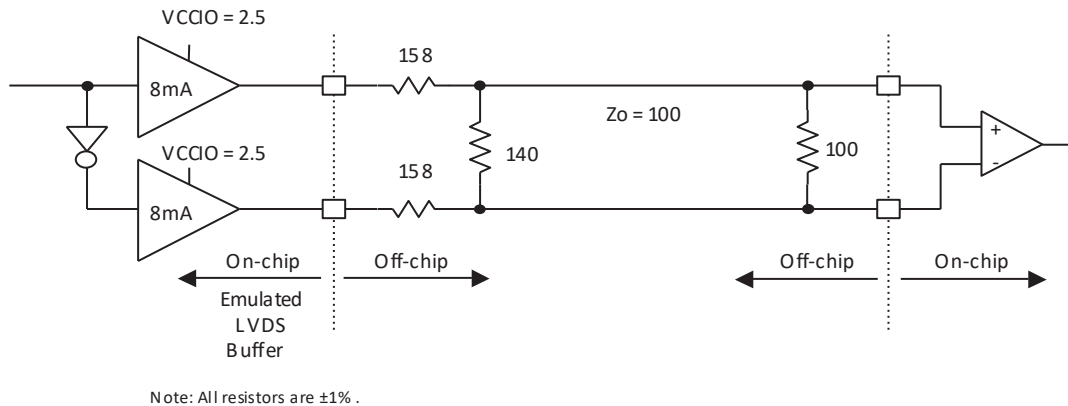 VCCIO = 2.5
158
8mA
Zo = 100
+
-
140
100
VCCIO = 2.5
158
8mA
On-chip
Off-chip
Off-chip
On-chip
Emulated
LVDS
Buffer
Note: All resistors are ±1% .